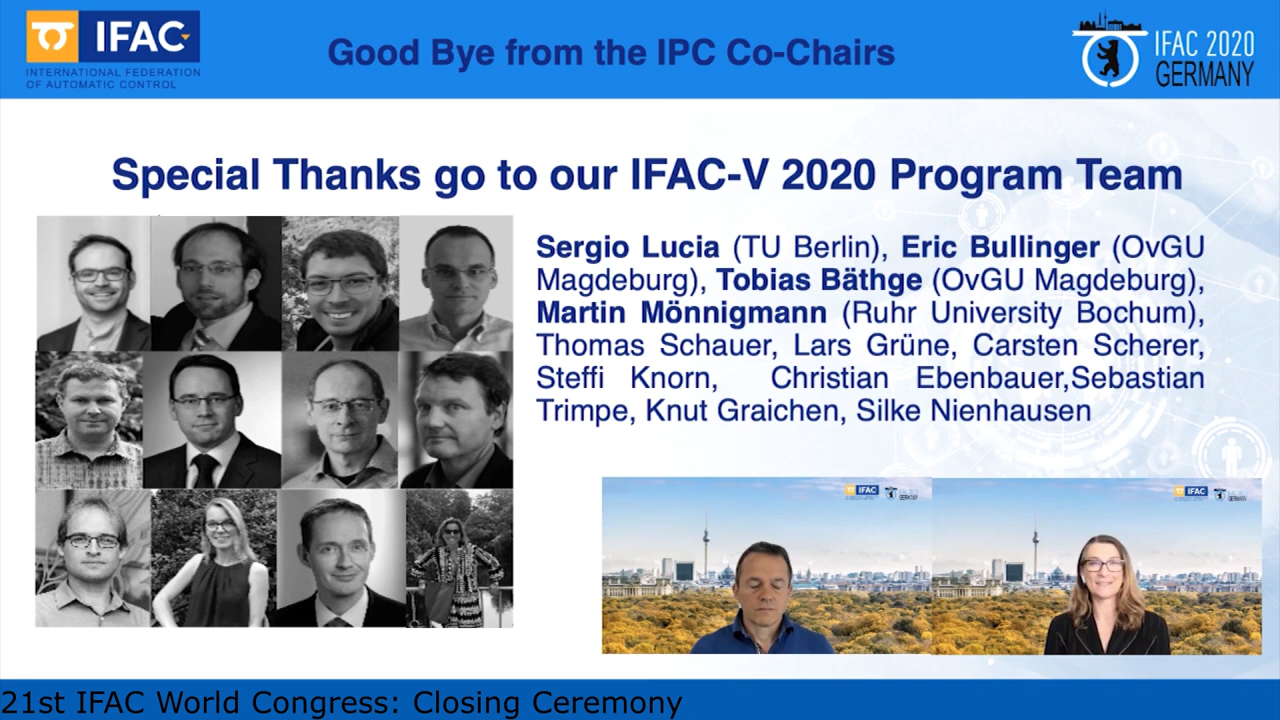 IFAC
INTERNATIONAL FEDERATION
OF AUTOMATIC CONTROL
Good Bye from the IPC Co-Chairs
IFAC 2020
GERMANY
Special Thanks go to our IFAC-V 2020 Program Team
Sergio Lucia (TU Berlin), Eric Bullinger (OvGU
Magdeburg), Tobias Bäthge (OvGU Magdeburg),
Martin Mönnigmann (Ruhr University Bochum),
Thomas Schauer, Lars Grüne, Carsten Scherer,
Steffi Knorn, Christian Ebenbauer,Sebastian
Trimpe, Knut Graichen, Silke Nienhausen
IFAC
IFAC
21st IFAC World Congress: Closing Ceremony